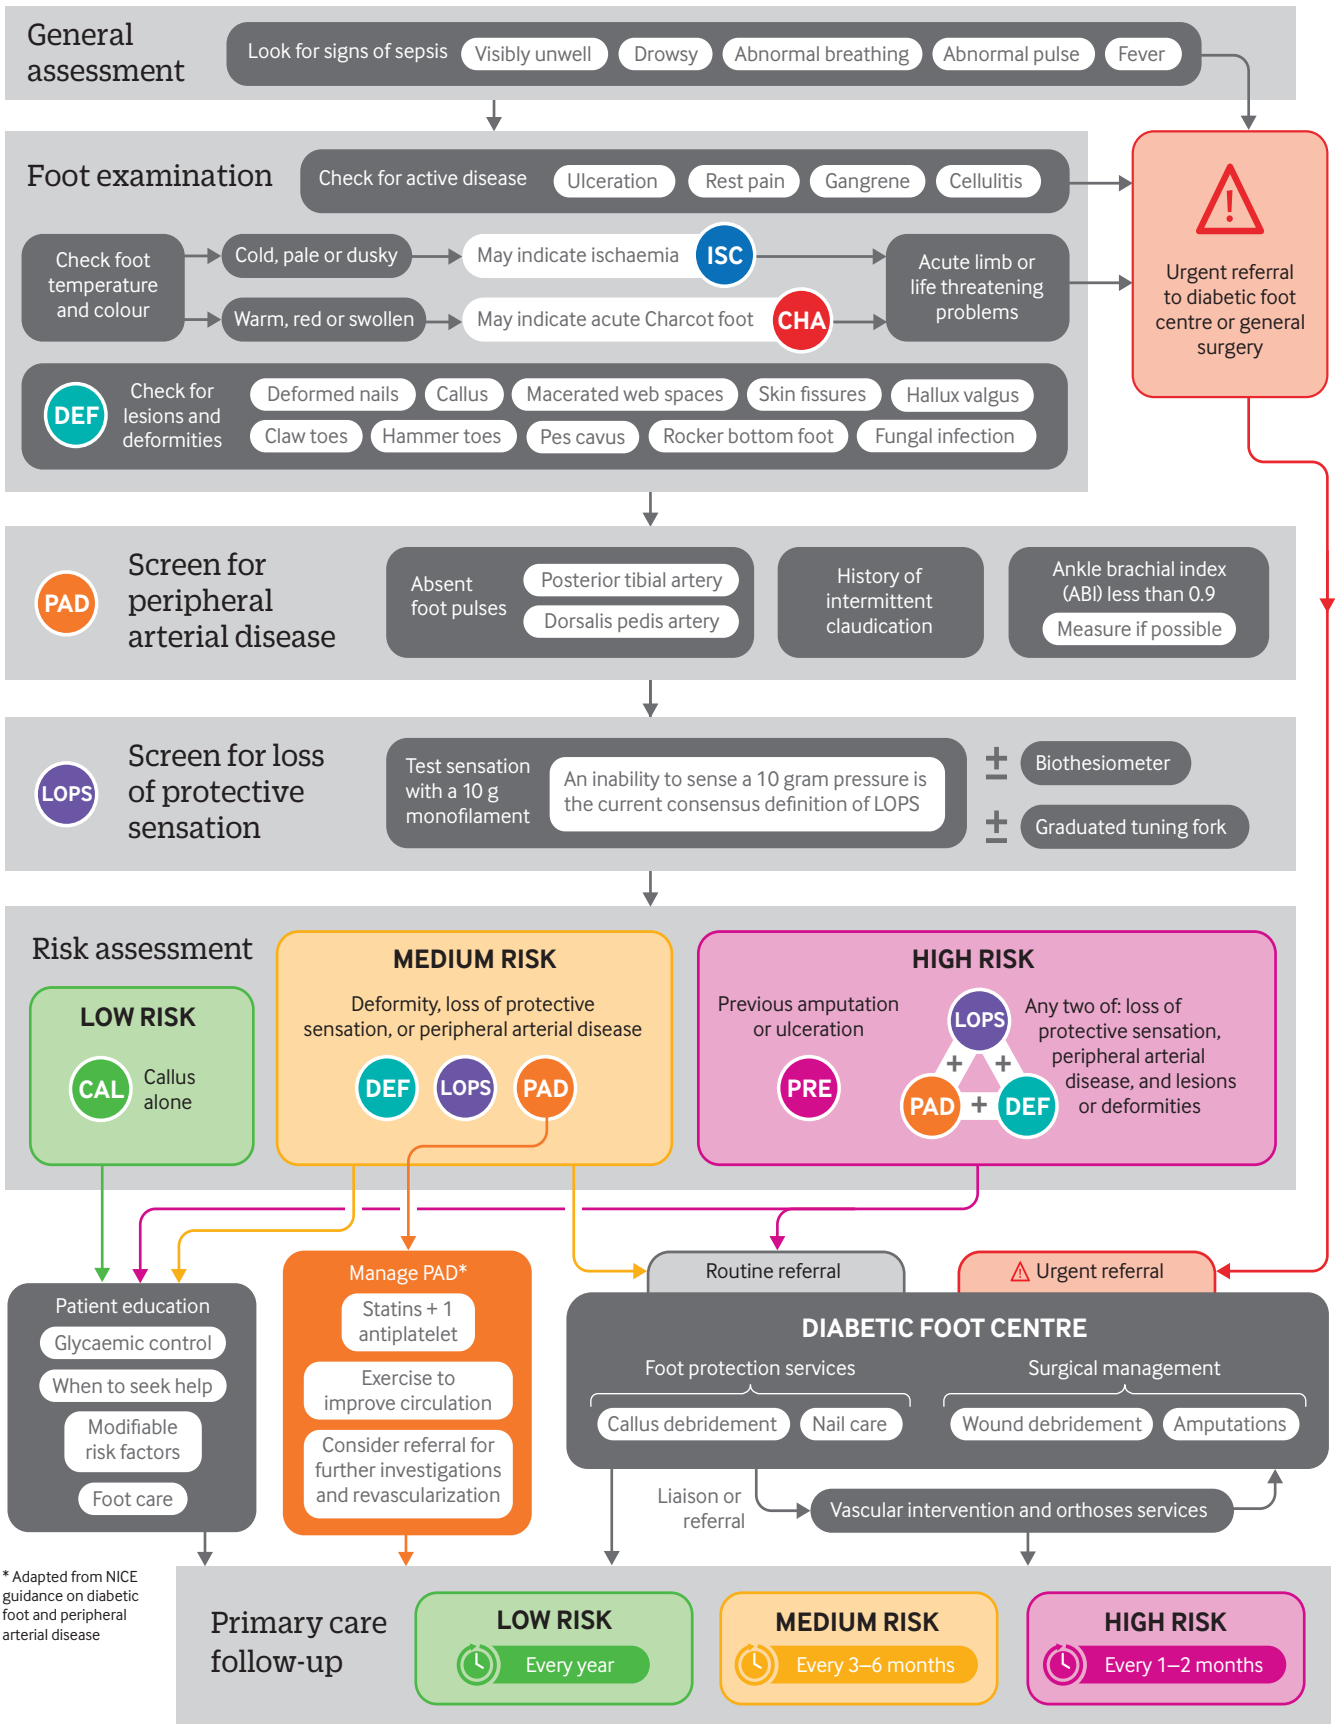 General
assessment
Look for signs of sepsis
Visibly unwell
Drowsy
Abnormal breathing
Abnormal pulse
Fever
Foot examination
Check for active disease
Ulceration
Rest pain
Gangrene
Cellulitis
Check foot
temperature
and colour
Cold, pale or dusky
May indicate ischaemia
ISC
Warm, red or swollen
May indicate acute Charcot foot
CHA
Acute limb or
life threatening
problems
!
Urgent referral
to diabetic foot
centre or general
surgery
DEF
Check for
lesions and
deformities
Deformed nails
Callus
Macerated web spaces
Skin fissures
Hallux valgus
Claw toes
Hammer toes
Pes cavus
Rocker bottom foot
Fungal infection
PAD
Screen for
peripheral
arterial disease
Absent
foot pulses
Posterior tibial artery
Dorsalis pedis artery
History of
intermittent
claudication
Ankle brachial index
(ABI) less than 0.9
Measure if possible
LOPS
Screen for loss
of protective
sensation
Test sensation
with a 10 g
monofilament
An inability to sense a 10 gram pressure is
the current consensus definition of LOPS
± Biothesiometer
± Graduated tuning fork
Risk assessment
LOW RISK
CAL
Callus
alone
MEDIUM RISK
Deformity, loss of protective
sensation, or peripheral arterial disease
DEF
LOPS
PAD
HIGH RISK
Previous amputation
or ulceration
PRE
LOPS
+ +
PAD + DEF
Any two of: loss of
protective sensation,
peripheral arterial
disease, and lesions
or deformities
Patient education
Glycaemic control
When to seek help
Modifiable
risk factors
Foot care
Manage PAD*
Statins + 1
antiplatelet
Exercise to
improve circulation
Consider referral for
further investigations
and revascularization
Routine referral
! Urgent referral
DIABETIC FOOT CENTRE
Foot protection services
Callus debridement
Nail care
Surgical management
Wound debridement
Amputations
Liaison or
referral
Vascular intervention and orthoses services
* Adapted from NICE
guidance on diabetic
foot and peripheral
arterial disease
Primary care
follow-up
LOW RISK
Every year
MEDIUM RISK
Every 3–6 months
HIGH RISK
Every 1–2 months